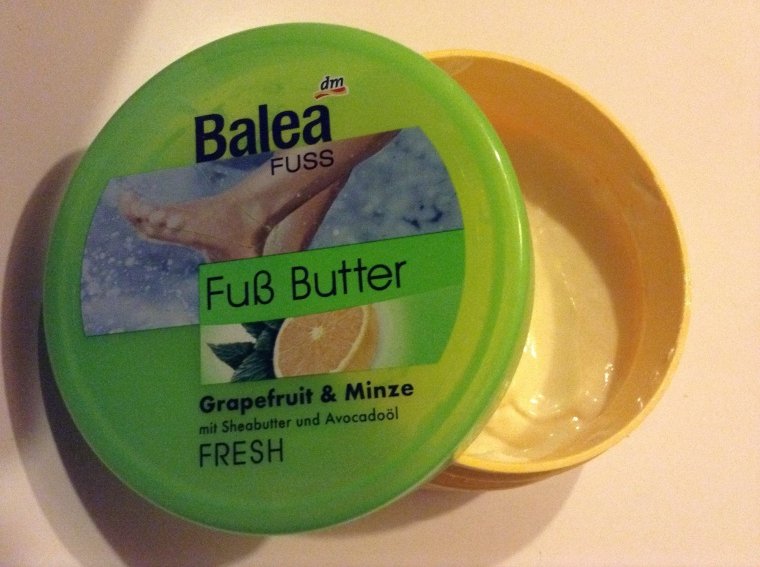 dm
Balea
FUSS
Fuß Butter
Grapefruit & Minze
mit Sheabutter und Avocadoöl
FRESH